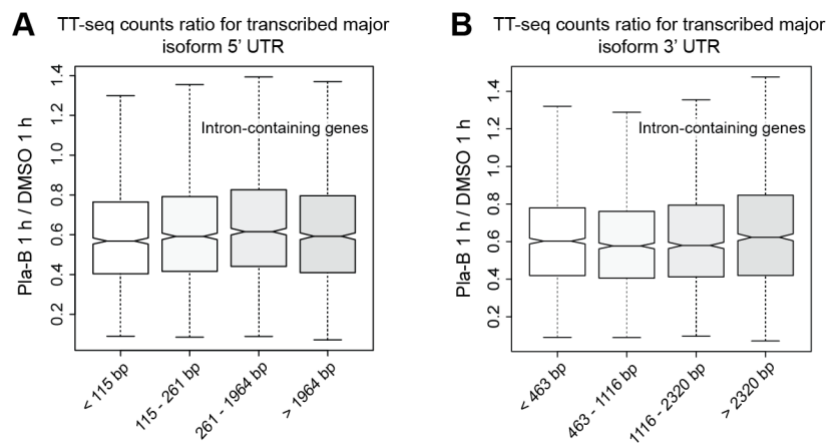 A
TT-seq counts ratio for transcribed major
isoform 5’ UTR
Pla-B 1 h / DMSO 1 h
1.4
1.2
1.0
0.8
0.6
0.4
0.2
Intron-containing genes
< 115 bp
115 - 261 bp
261 - 1964 bp
> 1964 bp
B
TT-seq counts ratio for transcribed major
isoform 3’ UTR
Pla-B 1 h / DMSO 1 h
1.4
1.2
1.0
0.8
0.6
0.4
0.2
Intron-containing genes
< 463 bp
463 - 1116 bp
1116 - 2320 bp
> 2320 bp